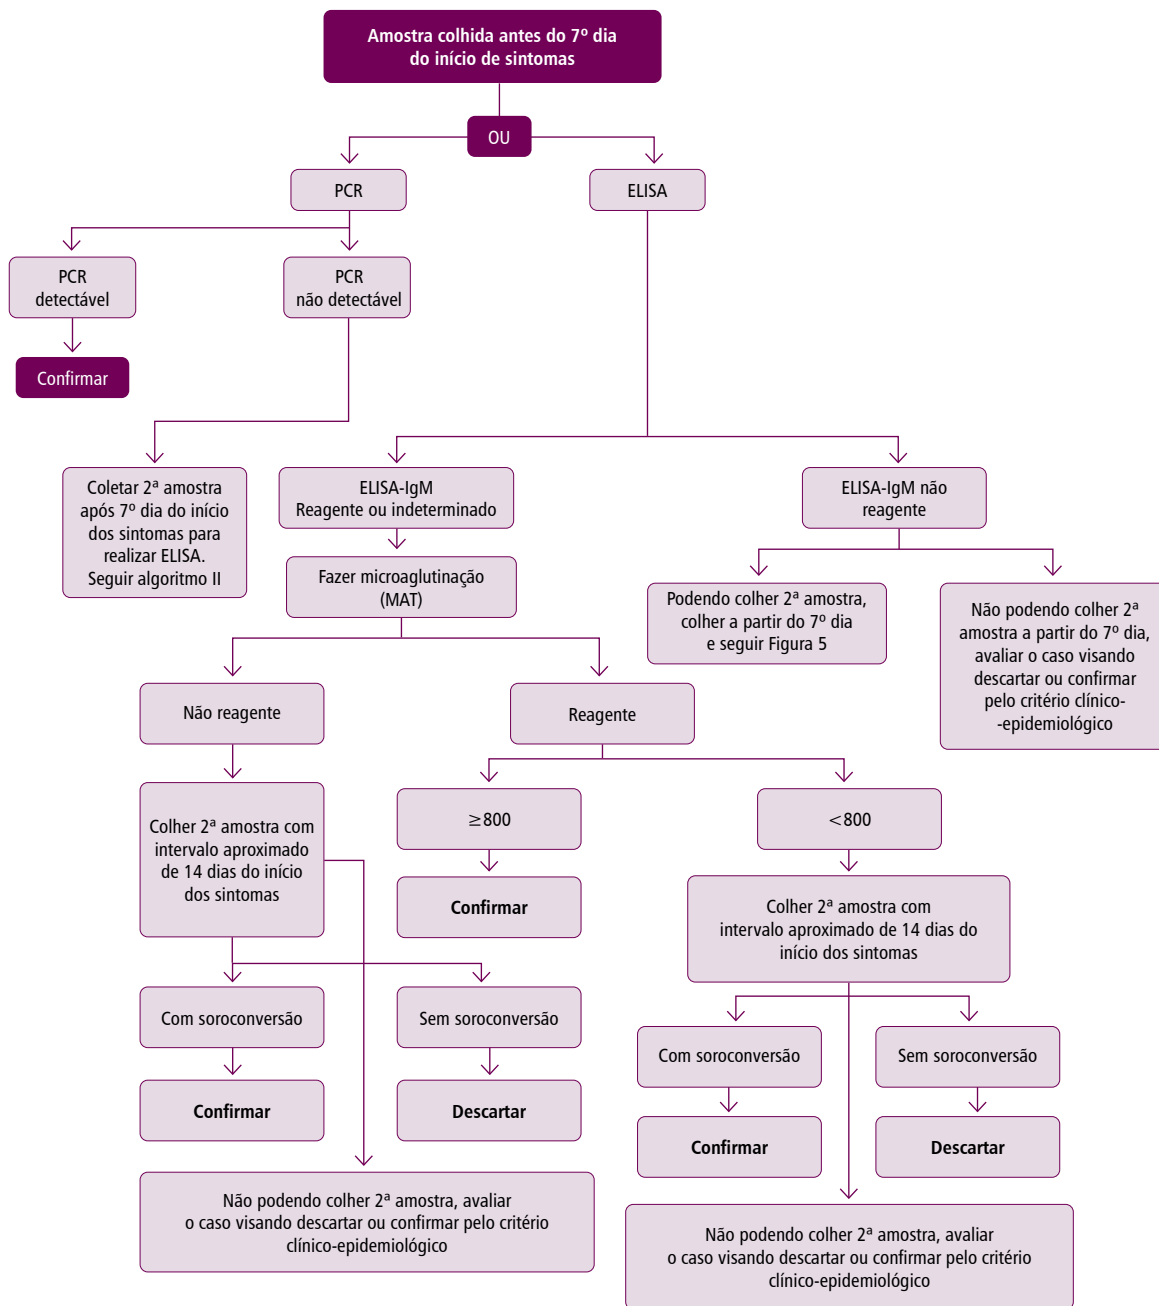 Amostra colhida antes do 7º dia
do início de sintomas
OU
PCR
ELISA
PCR
detectável
PCR
não detectável
Confirmar
Coletar 2ª amostra
após 7º dia do início
dos sintomas para
realizar ELISA.
Seguir algoritmo II
ELISA-IgM
Reagente ou indeterminado
ELISA-IgM não
reagente
Fazer microaglutinação
(MAT)
Podendo colher 2ª amostra,
colher a partir do 7º dia
e seguir Figura 5
Não podendo colher 2ª
amostra a partir do 7º dia,
avaliar o caso visando
descartar ou confirmar
pelo critério clínico-
-epidemiológico
Não reagente
Reagente
Colher 2ª amostra com
intervalo aproximado
de 14 dias do início
dos sintomas
≥800
<800
Confirmar
Colher 2ª amostra com
intervalo aproximado de 14 dias do
início dos sintomas
Com soroconversão
Sem soroconversão
Confirmar
Descartar
Com soroconversão
Sem soroconversão
Confirmar
Descartar
Não podendo colher 2ª amostra, avaliar
o caso visando descartar ou confirmar pelo critério
clínico-epidemiológico
Não podendo colher 2ª amostra, avaliar
o caso visando descartar ou confirmar pelo critério
clínico-epidemiológico